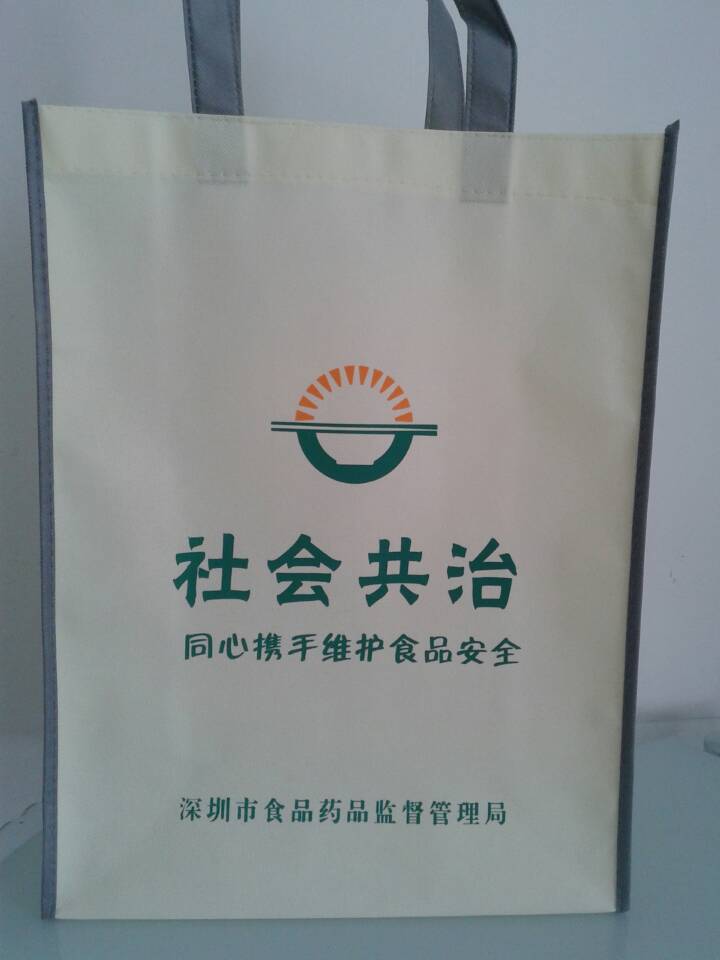 社会共治
同心携手维护食品安全
深圳市食品药品监督管理局